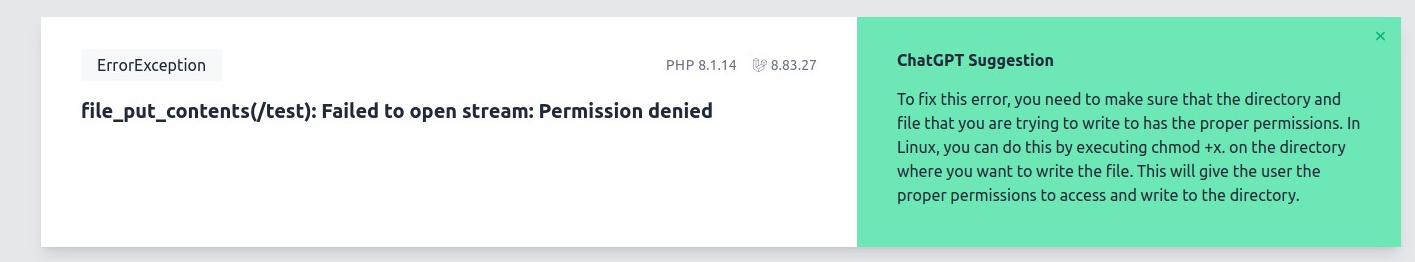 ErrorException
PHP 8.1.14
8.83.27
file_put_contents(/test): Failed to open stream: Permission denied
×
ChatGPT Suggestion
To fix this error, you need to make sure that the directory and
file that you are trying to write to has the proper permissions. In
Linux, you can do this by executing chmod +x. on the directory
where you want to write the file. This will give the user the
proper permissions to access and write to the directory.